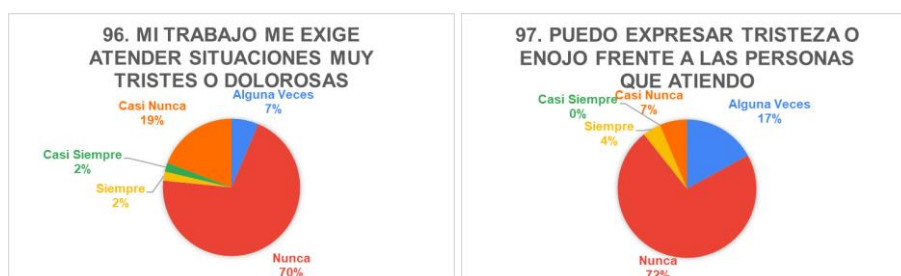 96. MI TRABAJO ME EXIGE
ATENDER SITUACIONES MUY
TRISTES O DOLOROSAS
Alguna Veces
7%
Casi Nunca
19%
Casi Siempre
2%
Siempre
2%
Nunca
70%
97. PUEDO EXPRESAR TRISTEZA O
ENOJO FRENTE A LAS PERSONAS
QUE ATIENDO
Casi Nunca
7%
Casi Siempre
0%
Alguna Veces
17%
Siempre
4%
Nunca
72%